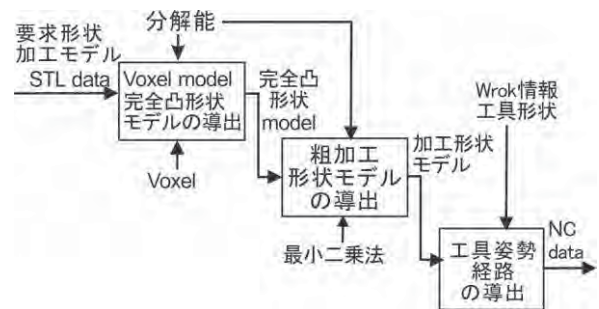 分解能
要求形状
加工モデル
STL data
Voxel model
完全凸形状
モデルの導出
完全凸
形状
model
Voxel
粗加工
形状モデル
の導出
加工形状
モデル
最小二乗法
Wrok情報
工具形状
工具姿勢
経路
の導出
NC
data